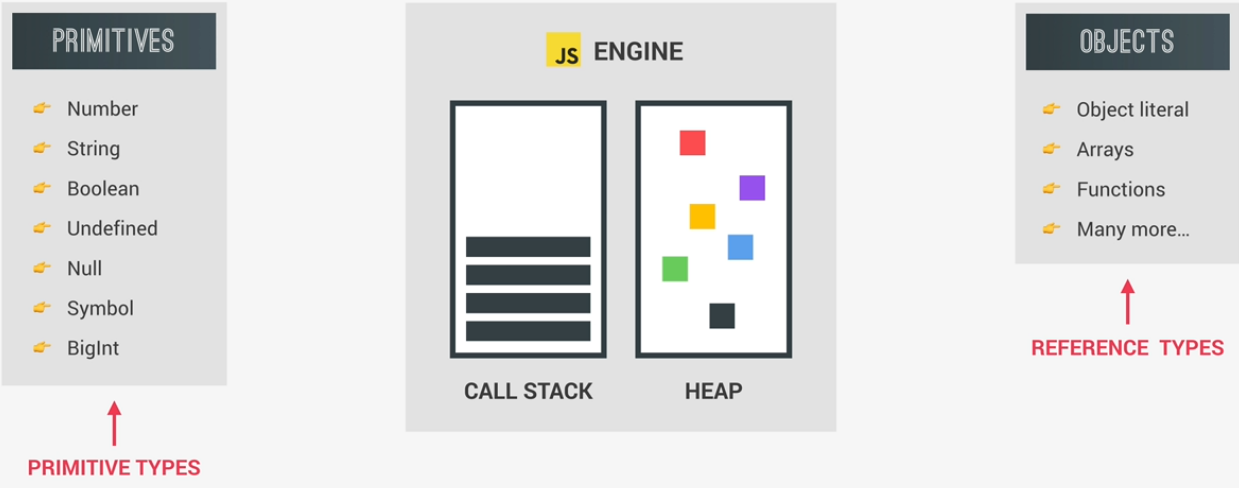 PRIMITIVES
Number
String
Boolean
Undefined
Null
Symbol
BigInt
PRIMITIVE TYPES
JS ENGINE
CALL STACK
HEAP
OBJECTS
Object literal
Arrays
Functions
Many more...
REFERENCE TYPES